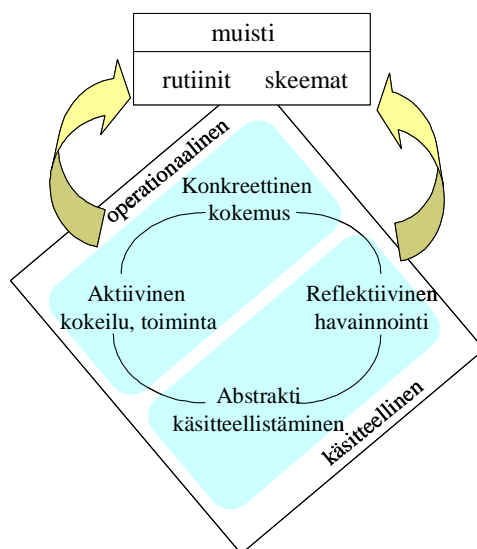 muisti
rutiinit skeemat
operationaalinen
Konkreettinen
kokemus
Aktiivinen
kokeilu, toiminta
Reflektiivinen
havainnointi
Abstrakti
käsitteellistäminen
käsitteellinen